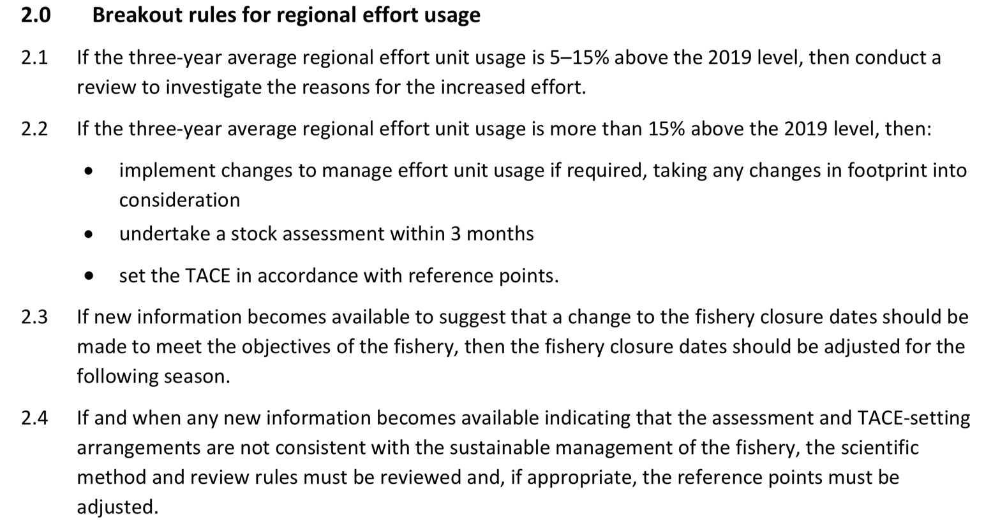 2.0 Breakout rules for regional effort usage
2.1 If the three-year average regional effort unit usage is 5–15% above the 2019 level, then conduct a
review to investigate the reasons for the increased effort.
2.2 If the three-year average regional effort unit usage is more than 15% above the 2019 level, then:
• implement changes to manage effort unit usage if required, taking any changes in footprint into
consideration
• undertake a stock assessment within 3 months
• set the TACE in accordance with reference points.
2.3 If new information becomes available to suggest that a change to the fishery closure dates should be
made to meet the objectives of the fishery, then the fishery closure dates should be adjusted for the
following season.
2.4 If and when any new information becomes available indicating that the assessment and TACE-setting
arrangements are not consistent with the sustainable management of the fishery, the scientific
method and review rules must be reviewed and, if appropriate, the reference points must be
adjusted.